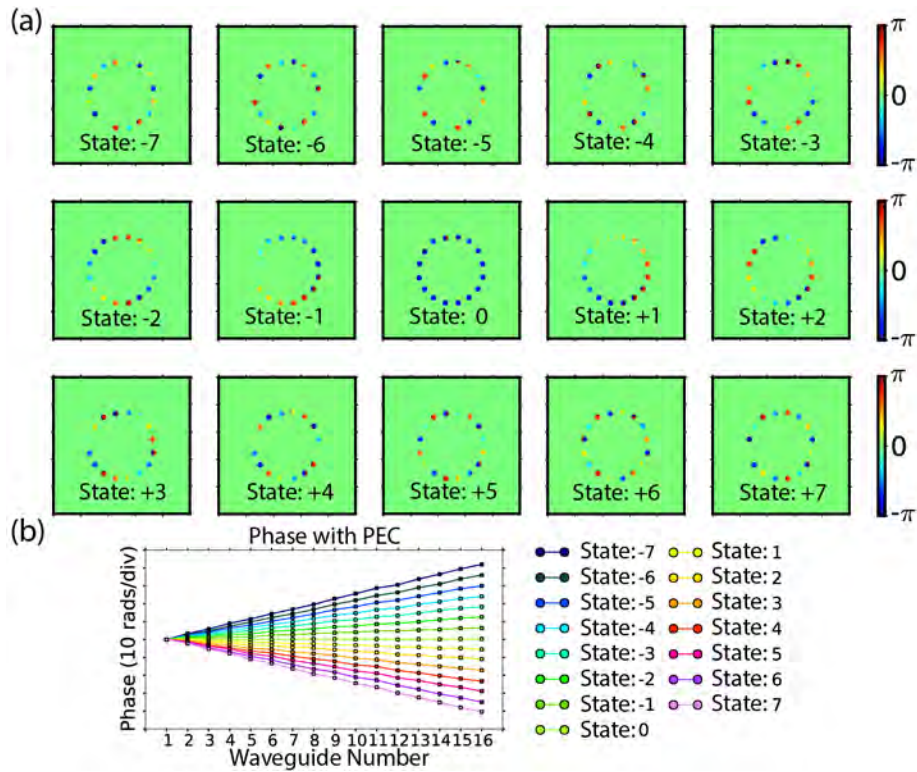 (a)
State: -7 State: -6 State: -5 State: -4 State: -3
π
0
-π
State: -2 State: -1 State: 0 State: +1 State: +2
π
0
-π
State: +3 State: +4 State: +5 State: +6 State: +7
π
0
-π
(b)
Phase with PEC
Phase (10 rads/div)
1 2 3 4 5 6 7 8 9 10 11 12 13 14 15 16
Waveguide Number
State: -7
State: -6
State: -5
State: -4
State: -3
State: -2
State: -1
State: 0
State: 1
State: 2
State: 3
State: 4
State: 5
State: 6
State: 7